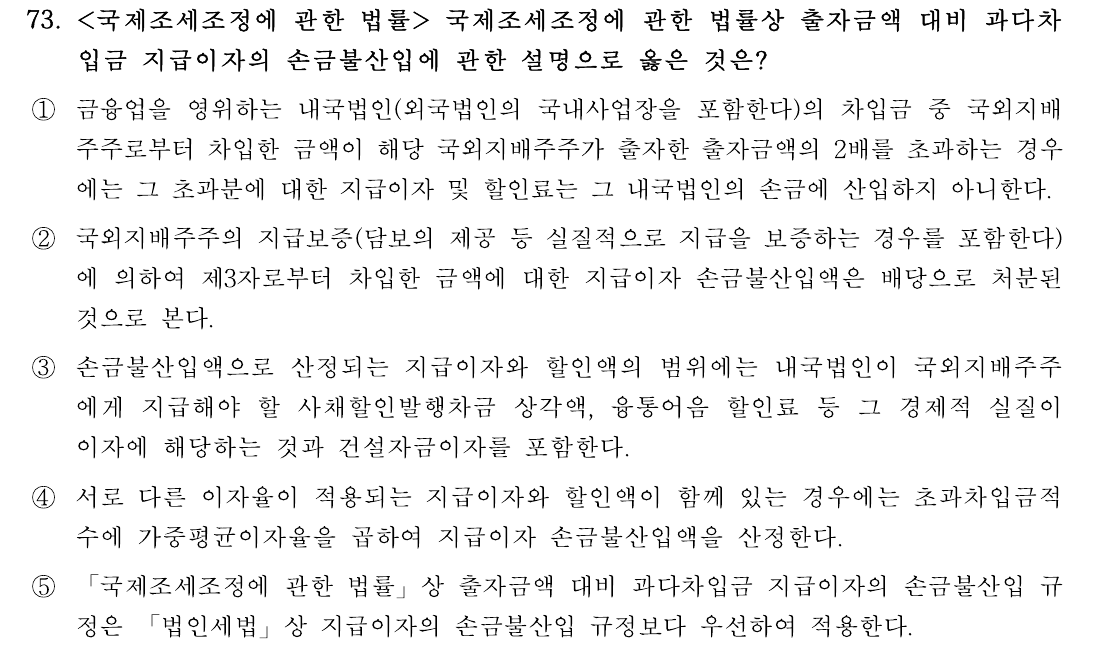 73. <국제조세조정에 관한 법률> 국제조세조정에 관한 법률상 출자금액 대비 과다차
입금 지급이자의 손금불산입에 관한 설명으로 옳은 것은?
① 금융업을 영위하는 내국법인(외국법인의 국내사업장을 포함한다)의 차입금 중 국외지배
주주로부터 차입한 금액이 해당 국외지배주주가 출자한 출자금액의 2배를 초과하는 경우
에는 그 초과분에 대한 지급이자 및 할인료는 그 내국법인의 손금에 산입하지 아니한다.
② 국외지배주주의 지급보증(담보의 제공 등 실질적으로 지급을 보증하는 경우를 포함한다)
에 의하여 제3자로부터 차입한 금액에 대한 지급이자 손금불산입액은 배당으로 처분된
것으로 본다.
③ 손금불산입액으로 산정되는 지급이자와 할인액의 범위에는 내국법인이 국외지배주주
에게 지급해야 할 사채할인발행차금 상각액, 융통어음 할인료 등 그 경제적 실질이
이자에 해당하는 것과 건설자금이자를 포함한다.
④ 서로 다른 이자율이 적용되는 지급이자와 할인액이 함께 있는 경우에는 초과차입금적
수에 가중평균이자율을 곱하여 지급이자 손금불산입액을 산정한다.
⑤ 「국제조세조정에 관한 법률」상 출자금액 대비 과다차입금 지급이자의 손금불산입 규
정은 「법인세법」상 지급이자의 손금불산입 규정보다 우선하여 적용한다.